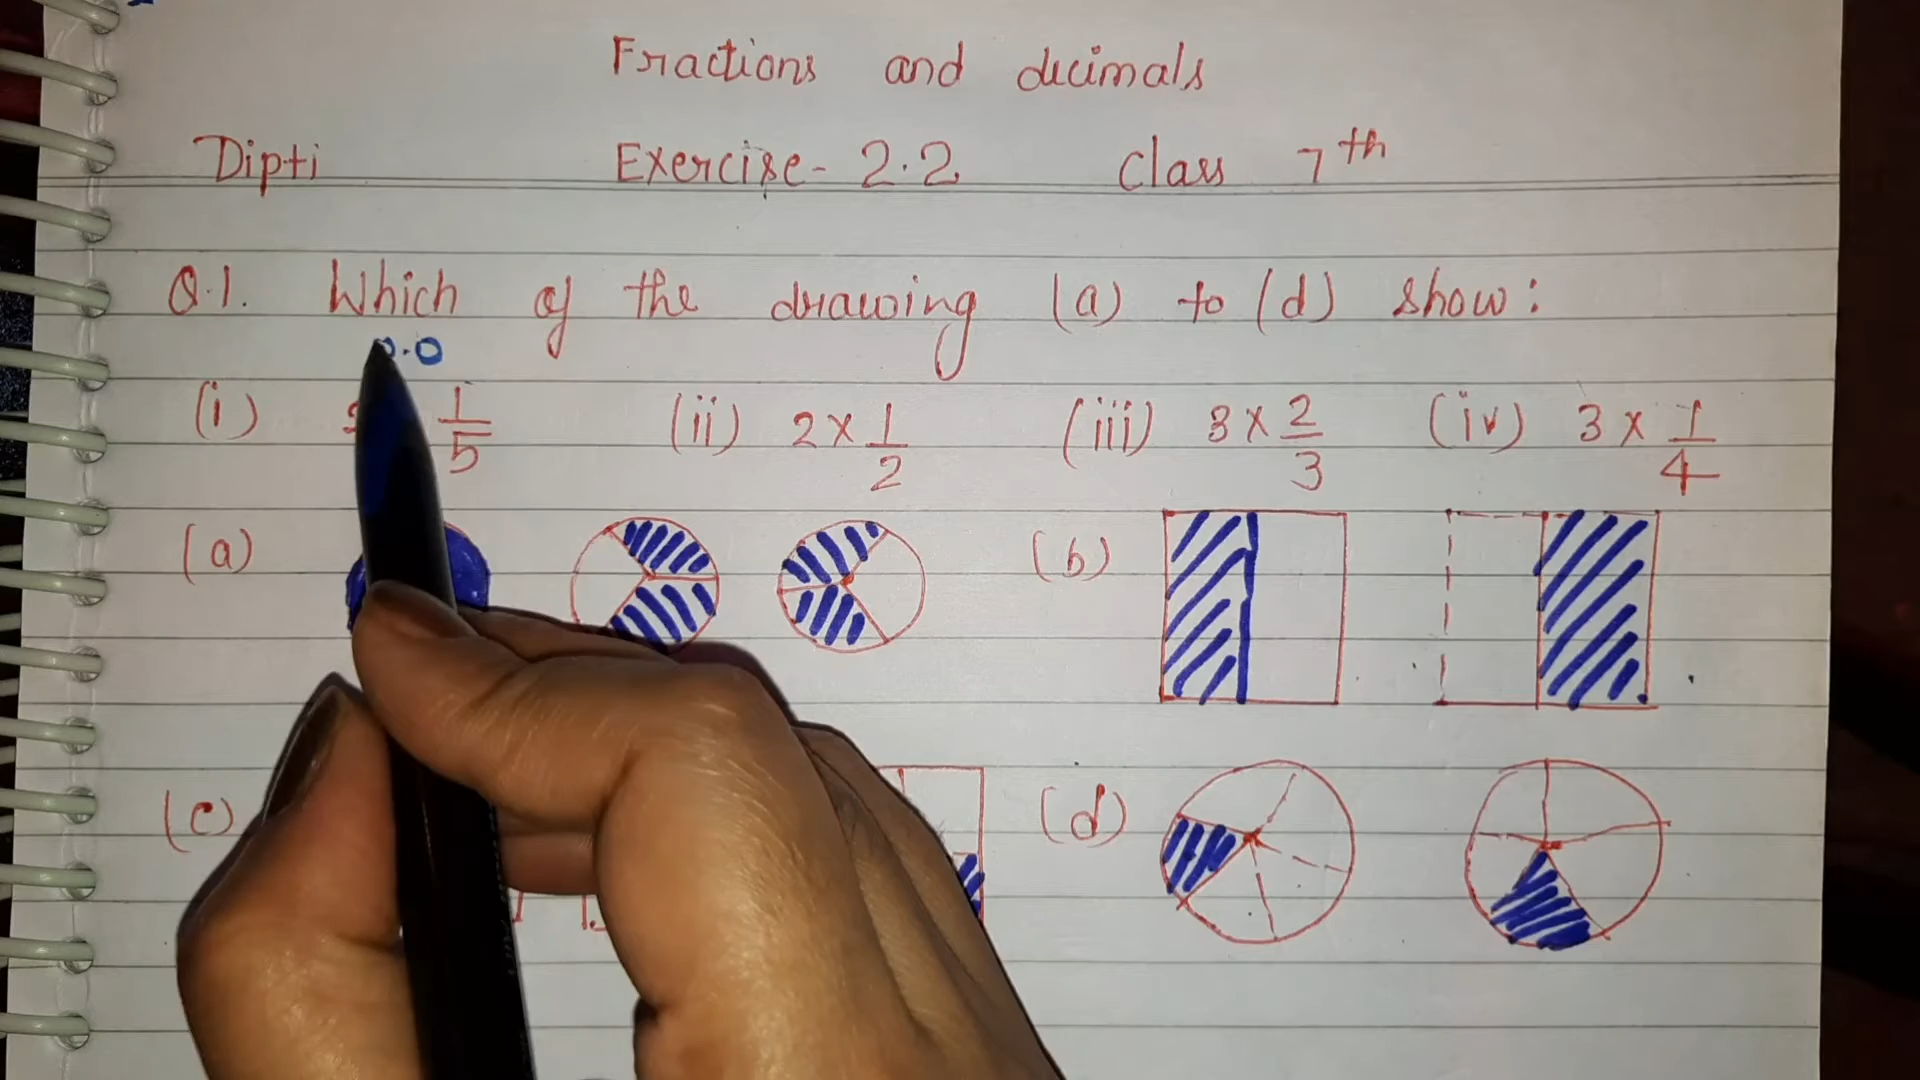 Fractions and decimals
Dipti Exercise- 2.2 Class 7th
Q.1. Which of the drawing (a) to (d) show:
(i) 1/5 (ii) 2 x 1/2 (iii) 3 x 2/3 (iv) 3 x 1/4
(a) (b)
(c) (d)